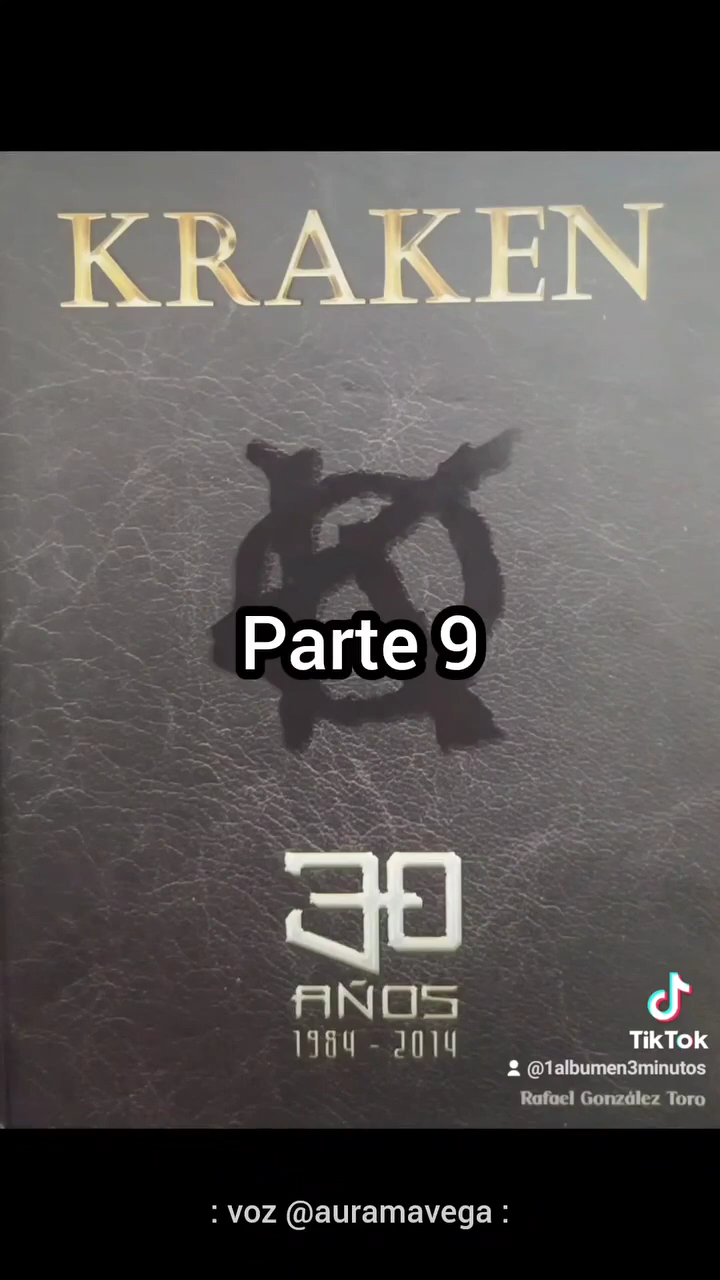 KRAKEN
Parte 9
30
AÑOS
1984 - 2014
TikTok
@1albumen3minutos
Rafael González Toro
: voz @auramavega :